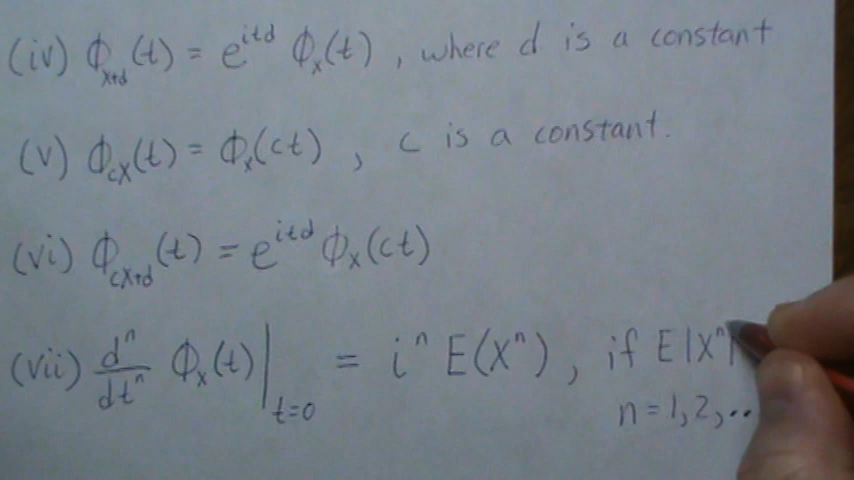 (iv) ϕ_{X+d}(t) = e^{itd} ϕ_X(t) , where d is a constant
(v) ϕ_{cX}(t) = ϕ_X(ct) , c is a constant.
(vi) ϕ_{cX+d}(t) = e^{itd} ϕ_X(ct)
(vii) d^n/dt^n ϕ_X(t)|_{t=0} = i^n E(X^n) , if E|X^n|
n = 1, 2, ..